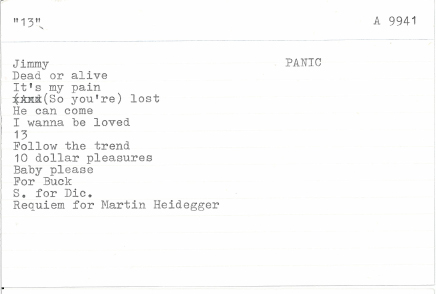 "13"
A 9941
Jimmy
PANIC
Dead or alive
It's my pain
(So you're) lost
He can come
I wanna be loved
13
Follow the trend
10 dollar pleasures
Baby please
For Buck
S. for Dic.
Requiem for Martin Heidegger